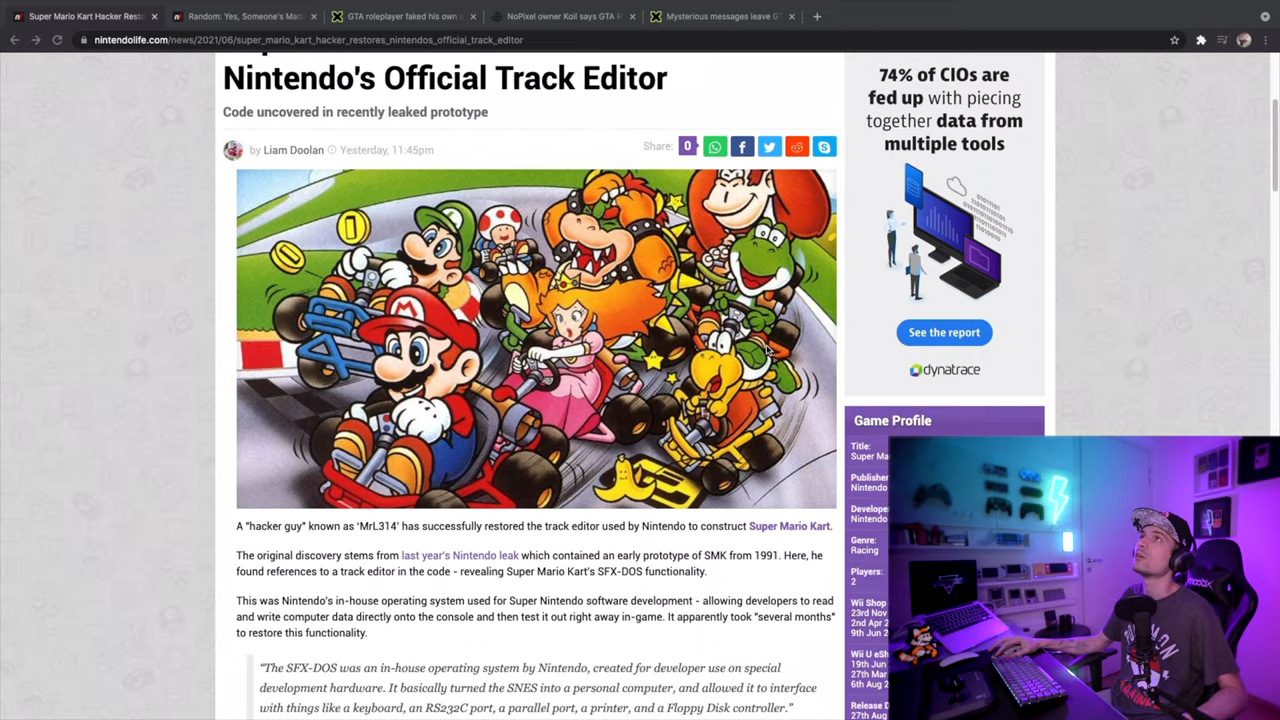 Super Mario Kart Hacker Resto
Random: Yes, Someone's Mad
GTA roleplayer faked his own d
NoPixel owner Koil says GTA R
Mysterious messages leave GT
nintendolife.com/news/2021/06/super_mario_kart_hacker_restores_nintendos_official_track_editor
Nintendo's Official Track Editor
Code uncovered in recently leaked prototype
by Liam Doolan Yesterday, 11:45pm
Share: 0
A "hacker guy" known as 'MrL314' has successfully restored the track editor used by Nintendo to construct Super Mario Kart.
The original discovery stems from last year's Nintendo leak which contained an early prototype of SMK from 1991. Here, he
found references to a track editor in the code - revealing Super Mario Kart's SFX-DOS functionality.
This was Nintendo's in-house operating system used for Super Nintendo software development - allowing developers to read
and write computer data directly onto the console and then test it out right away in-game. It apparently took "several months"
to restore this functionality.
"The SFX-DOS was an in-house operating system by Nintendo, created for developer use on special
development hardware. It basically turned the SNES into a personal computer, and allowed it to interface
with things like a keyboard, an RS232C port, a parallel port, a printer, and a Floppy Disk controller."
74% of CIOs are
fed up with piecing
together data from
multiple tools
See the report
dynatrace
Game Profile
Title:
Super Ma
Publisher
Nintendo
Develope
Nintendo
Genre:
Racing
Players:
2
Wii Shop
23rd Nov
2nd Apr 2
9th Jun 2
Wii U eSh
19th Jun
27th Mar
6th Aug 2
Release D
27th Aug